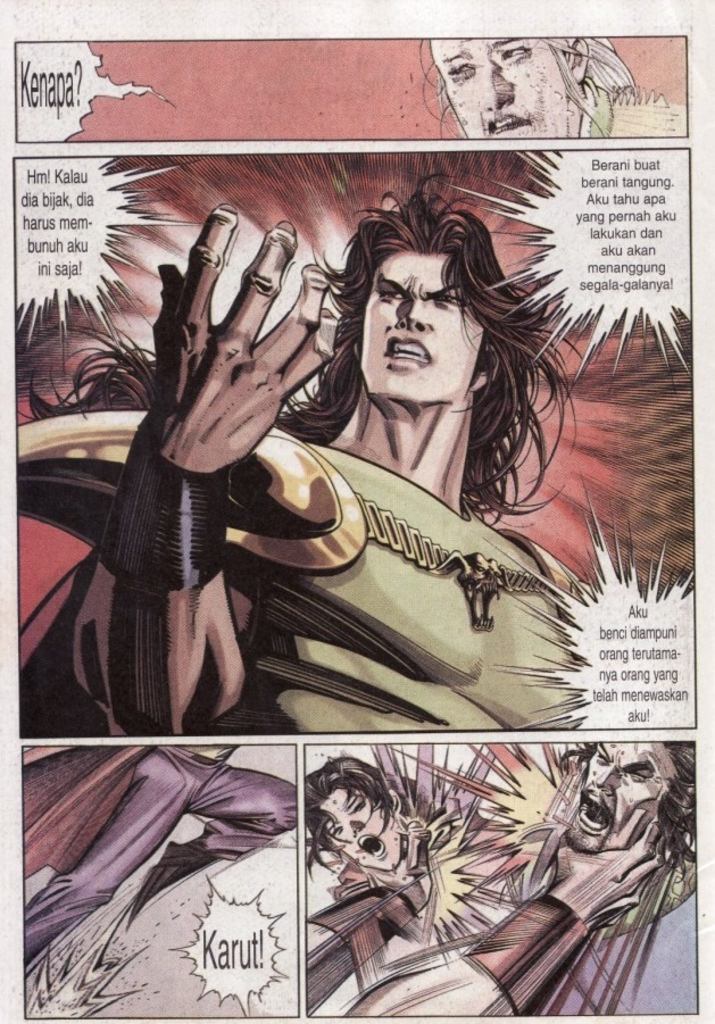 Kenapa?
Hm! Kalau
dia bijak, dia
harus mem-
bunuh aku
ini saja!
Berani buat
berani tangung.
Aku tahu apa
yang pernah aku
lakukan dan
aku akan
menanggung
segala-galanya!
Aku
benci diampuni
orang terutama-
nya orang yang
telah menewaskan
aku!
Karut!